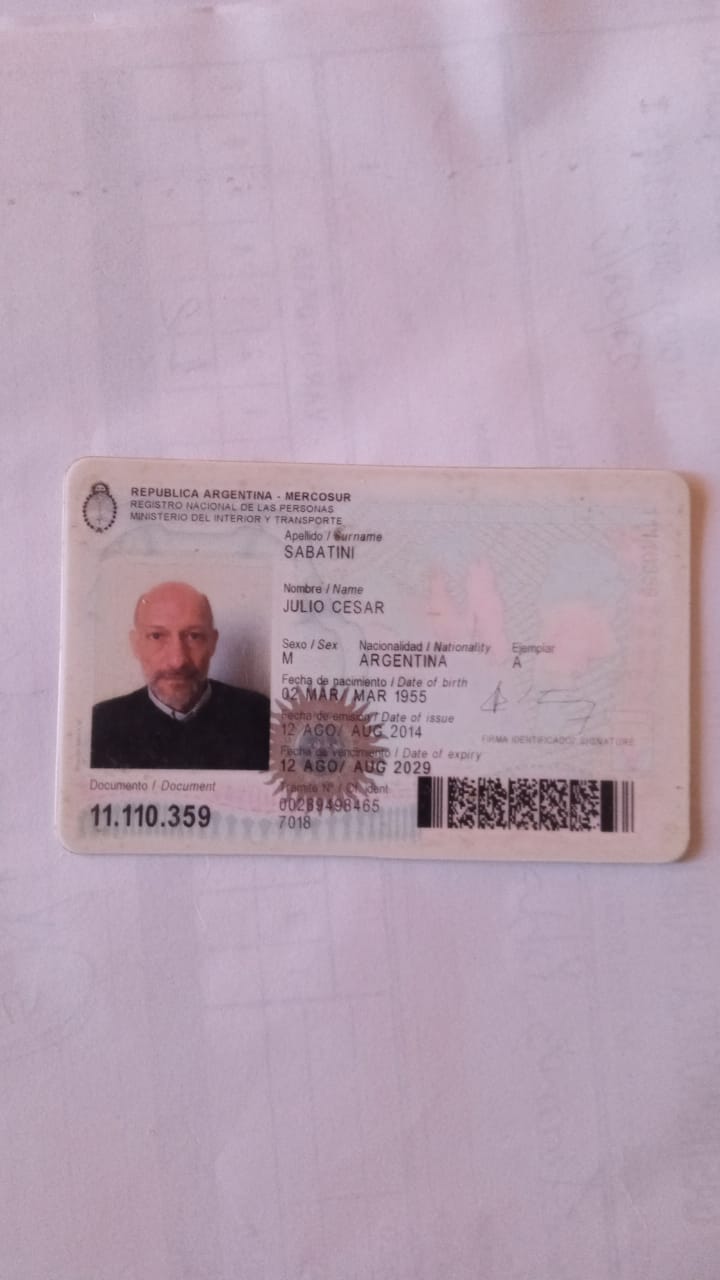 REPUBLICA ARGENTINA - MERCOSUR
REGISTRO NACIONAL DE LAS PERSONAS
MINISTERIO DEL INTERIOR Y TRANSPORTE
Apellido / Surname
SABATINI
Nombre / Name
JULIO CESAR
Sexo / Sex Nacionalidad / Nationality Ejemplar
M ARGENTINA A
Fecha de nacimiento / Date of birth
02 MAR/ MAR 1955
Fecha de emisión / Date of issue
12 AGO/ AUG 2014
FIRMA IDENTIFICADO/ SIGNATURE
Fecha de vencimiento / Date of expiry
12 AGO/ AUG 2029
Documento / Document
11.110.359
Trámite N° / Of. ident.
7018